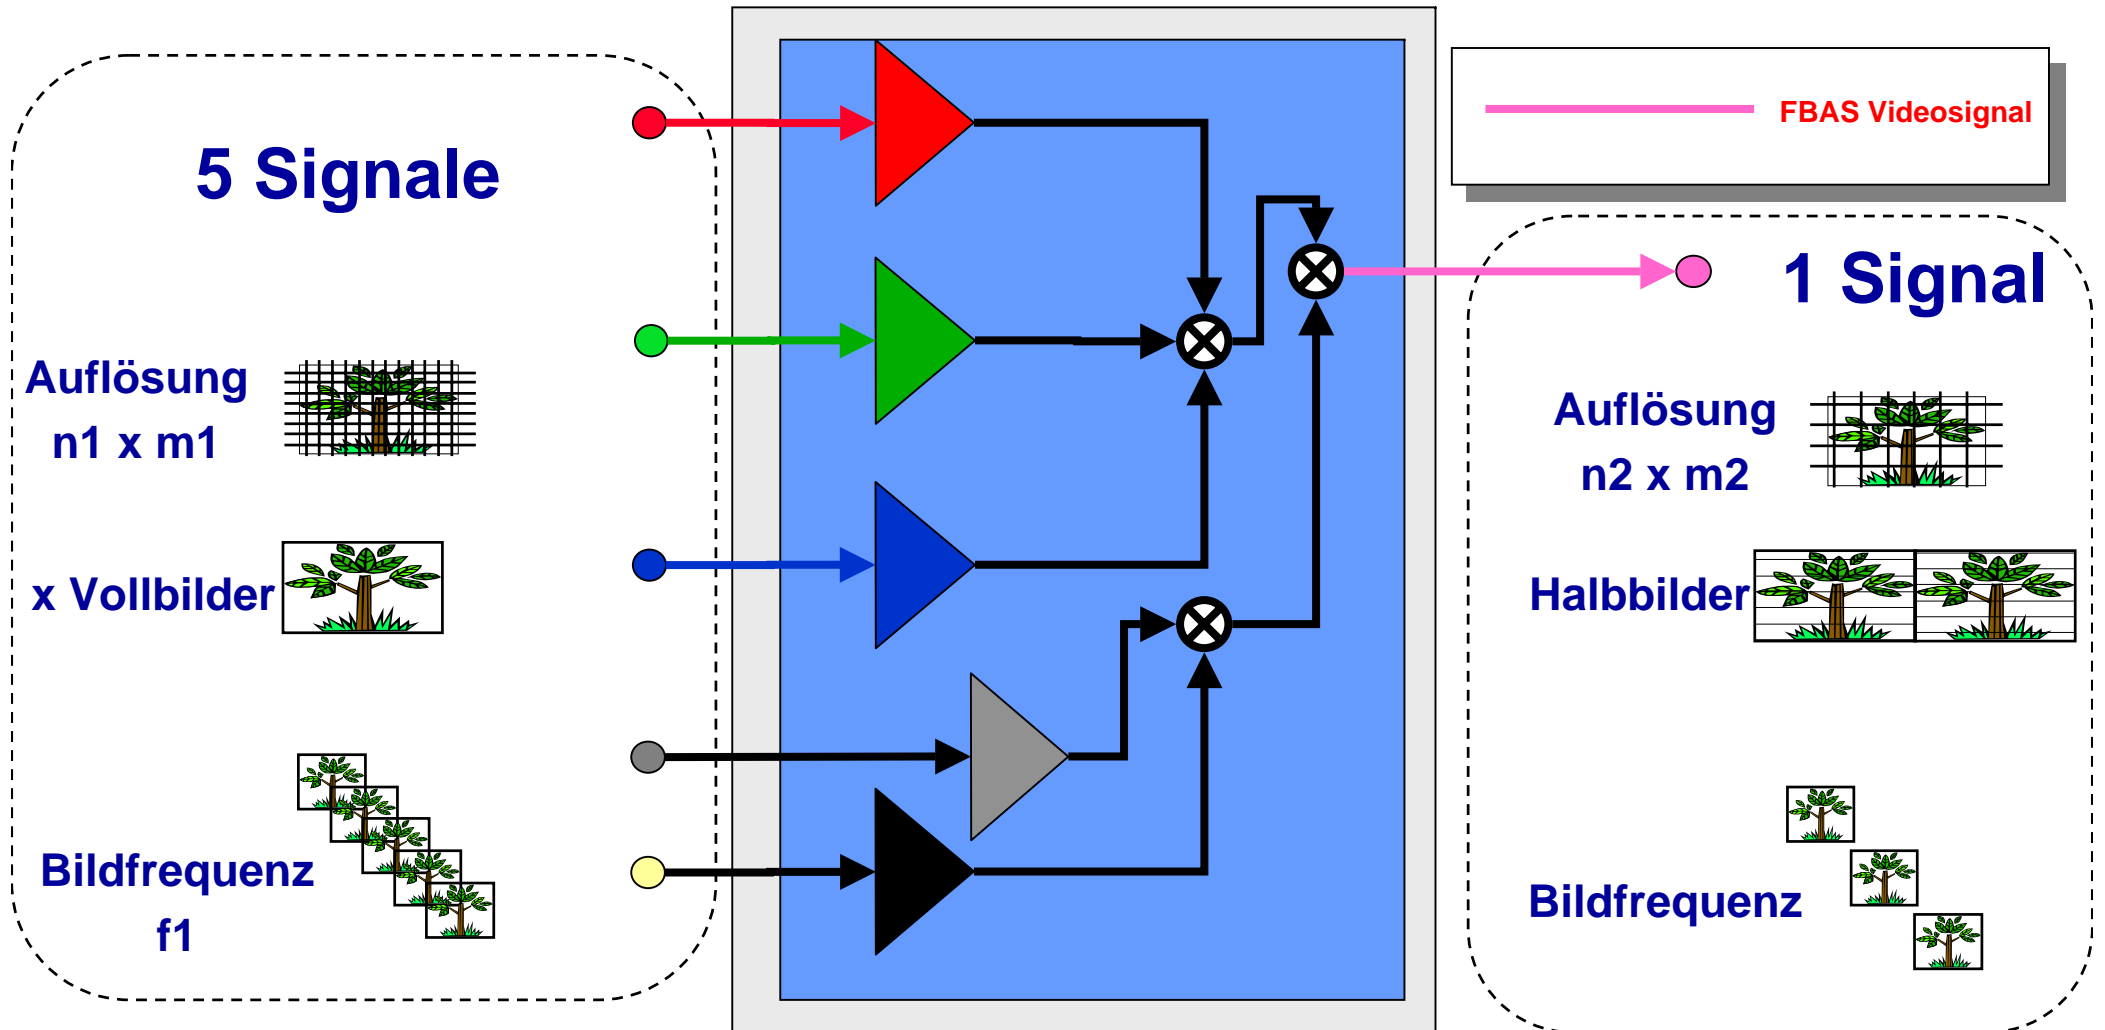 5 Signale
Auflösung
n1 x m1
x Vollbilder
Bildfrequenz
f1
FBAS Videosignal
1 Signal
Auflösung
n2 x m2
Halbbilder
Bildfrequenz